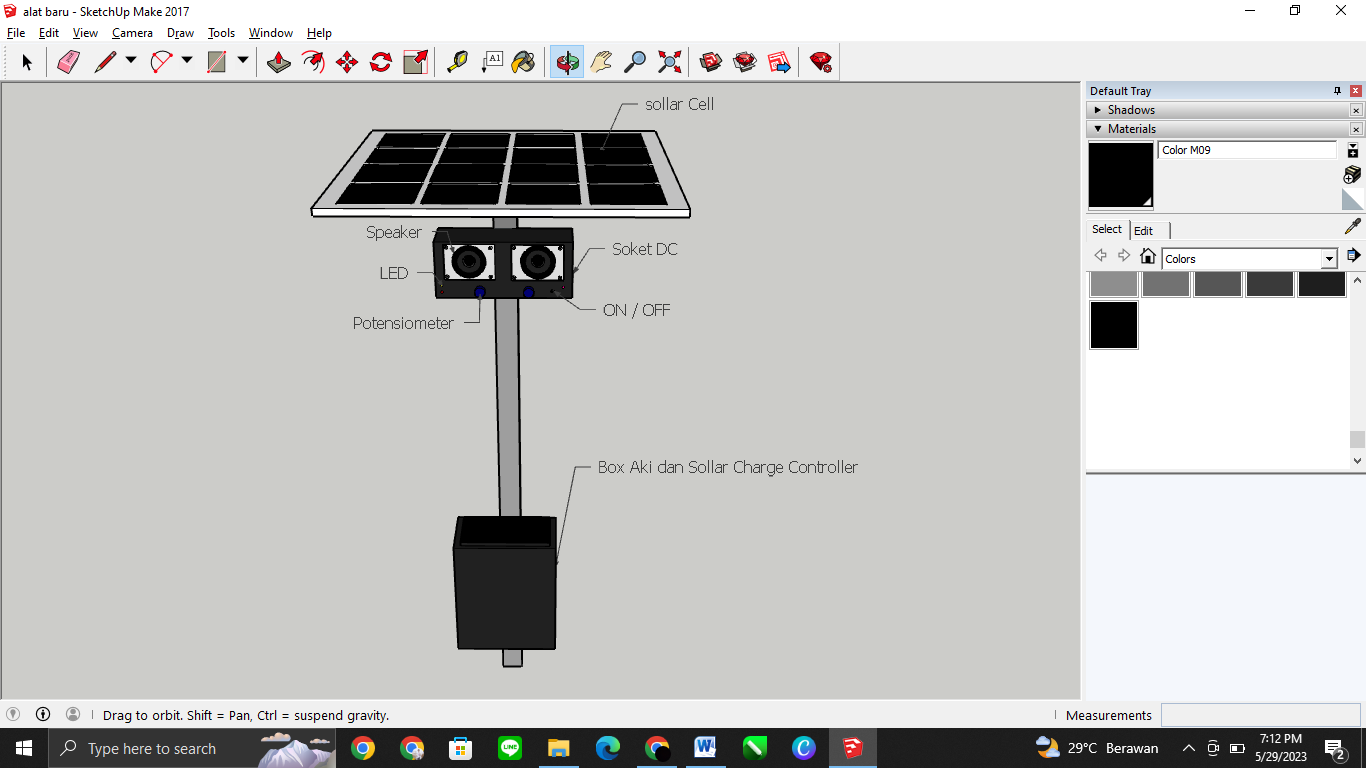 alat baru - SketchUp Make 2017
File Edit View Camera Draw Tools Window Help
A1
Default Tray
Shadows
Materials
Color M09
Select Edit
Colors
sollar Cell
Speaker
Soket DC
LED
ON / OFF
Potensiometer
Box Aki dan Sollar Charge Controller
Drag to orbit. Shift = Pan, Ctrl = suspend gravity.
Measurements
Type here to search
LINE
W
29°C Berawan
7:12 PM
5/29/2023
2